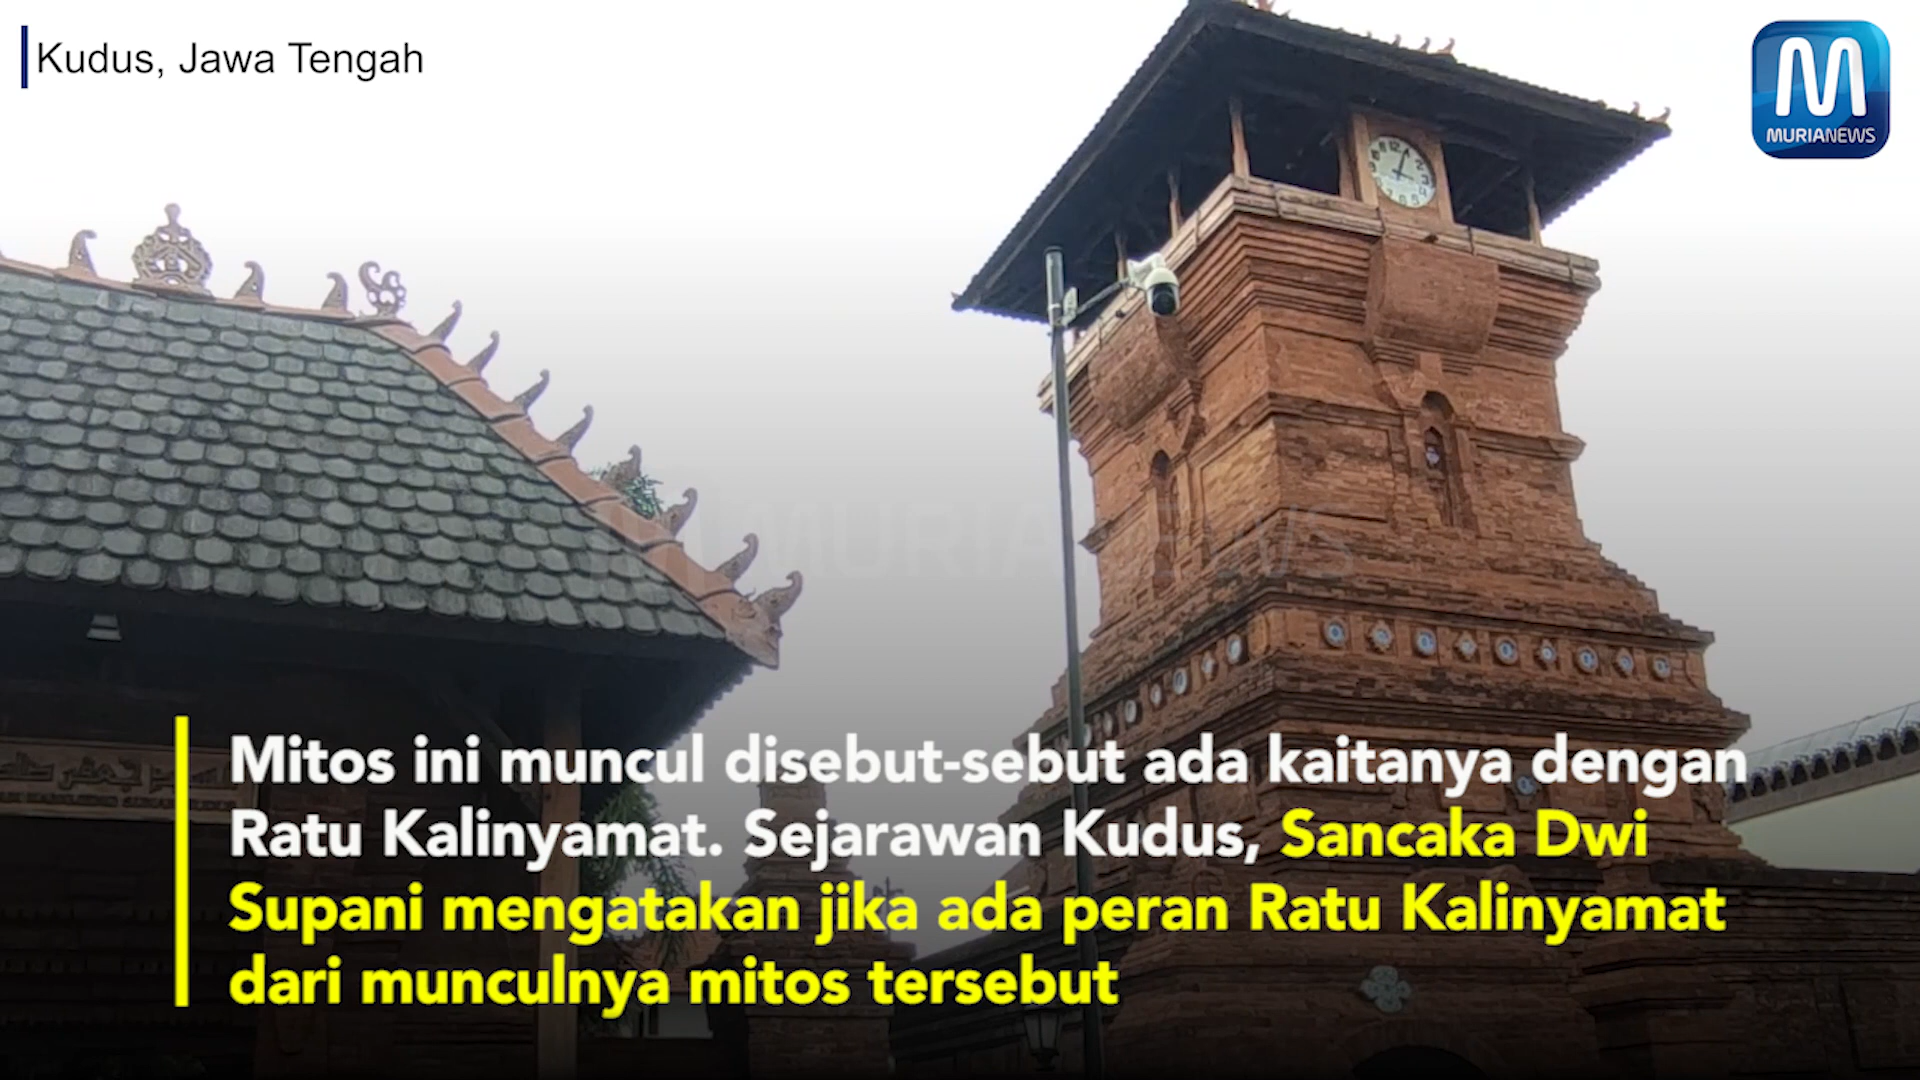 Kudus, Jawa Tengah
MURIANEWS
MURIANEWS
Mitos ini muncul disebut-sebut ada kaitanya dengan
Ratu Kalinyamat. Sejarawan Kudus, Sancaka Dwi
Supani mengatakan jika ada peran Ratu Kalinyamat
dari munculnya mitos tersebut